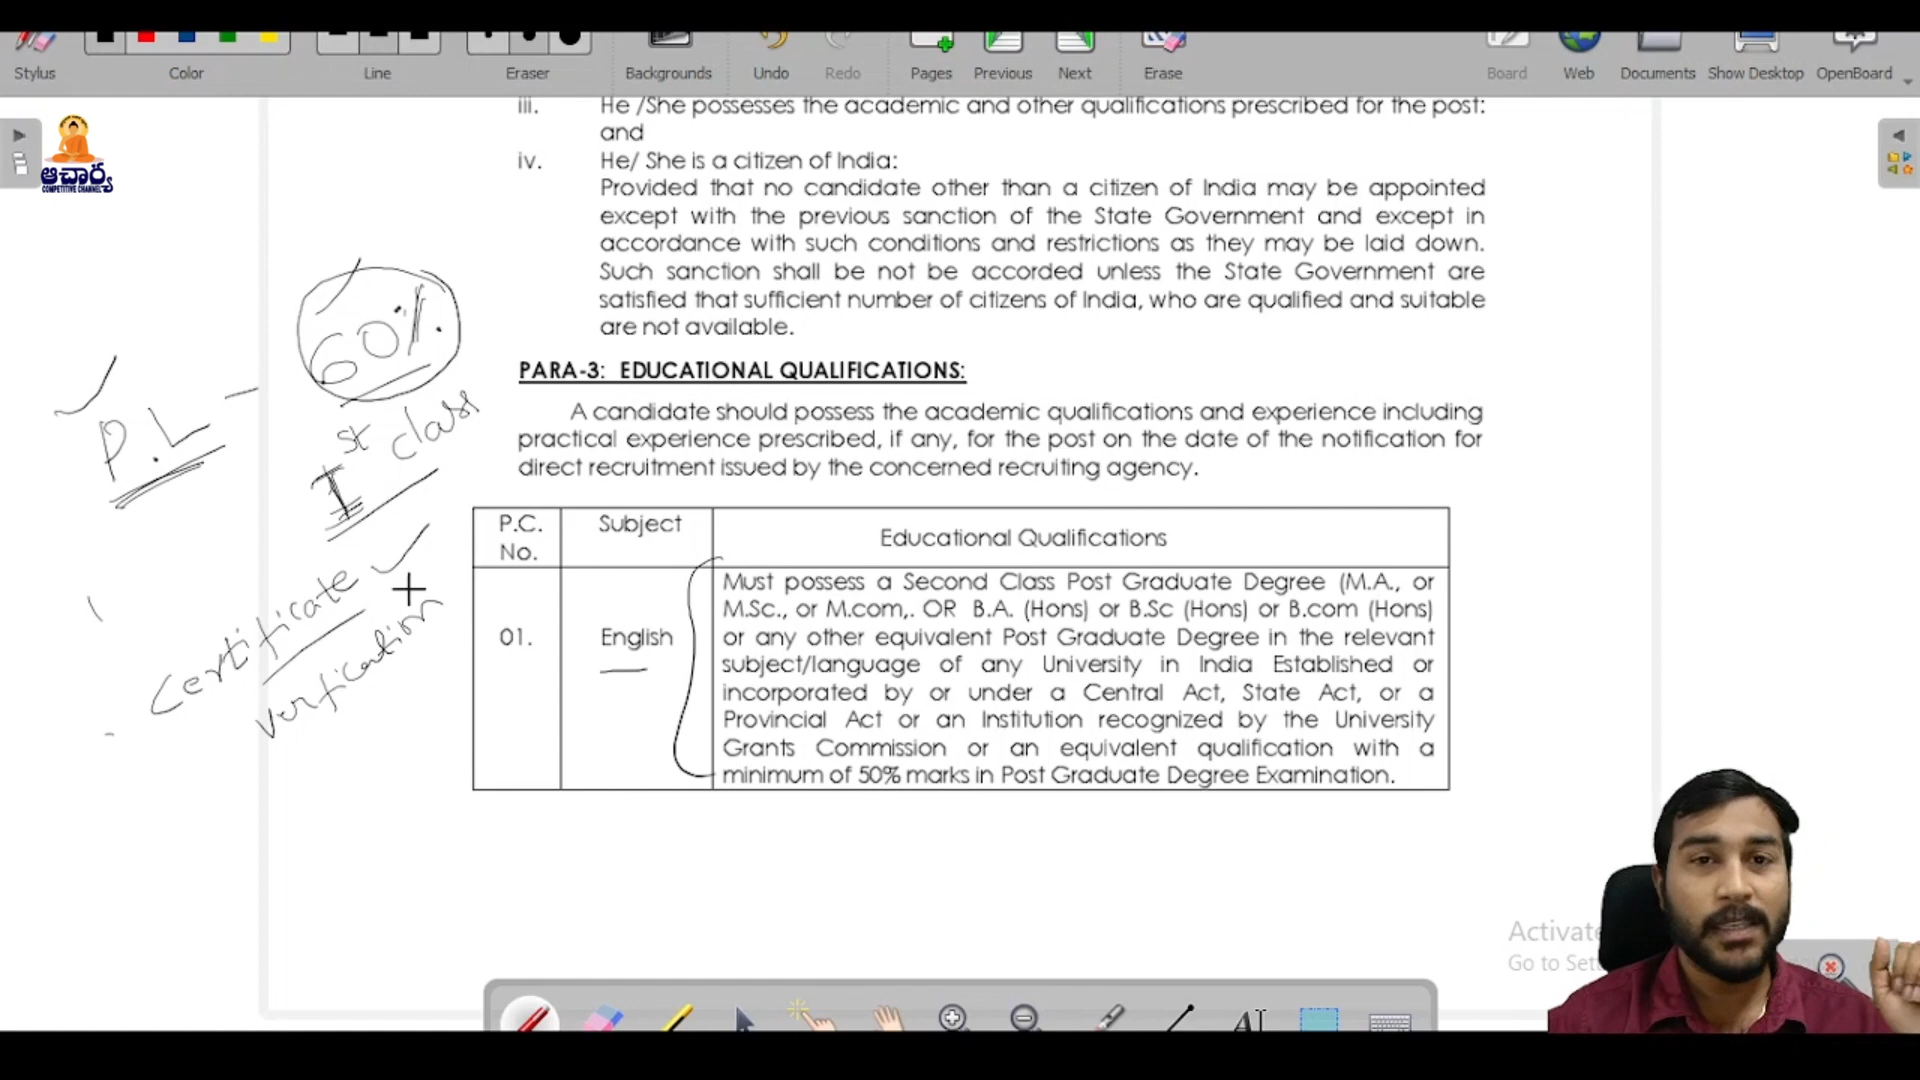 Stylus
Color
Line
Eraser
Backgrounds
Undo
Redo
Pages
Previous
Next
Erase
Board
Web
Documents
Show Desktop
OpenBoard
ఆచార్య
COMPETITIVE CHANNEL
iii. He /She possesses the academic and other qualifications prescribed for the post:
and
iv. He/ She is a citizen of India:
Provided that no candidate other than a citizen of India may be appointed
except with the previous sanction of the State Government and except in
accordance with such conditions and restrictions as they may be laid down.
Such sanction shall be not be accorded unless the State Government are
satisfied that sufficient number of citizens of India, who are qualified and suitable
are not available.
60%.
P.L -
Ist class
Certificate
verfication
PARA-3: EDUCATIONAL QUALIFICATIONS:
A candidate should possess the academic qualifications and experience including
practical experience prescribed, if any, for the post on the date of the notification for
direct recruitment issued by the concerned recruiting agency.
P.C.
No.
Subject
Educational Qualifications
01.
English
Must possess a Second Class Post Graduate Degree (M.A., or
M.Sc., or M.com,. OR B.A. (Hons) or B.Sc (Hons) or B.com (Hons)
or any other equivalent Post Graduate Degree in the relevant
subject/language of any University in India Established or
incorporated by or under a Central Act, State Act, or a
Provincial Act or an Institution recognized by the University
Grants Commission or an equivalent qualification with a
minimum of 50% marks in Post Graduate Degree Examination.
Activate
Go to Set